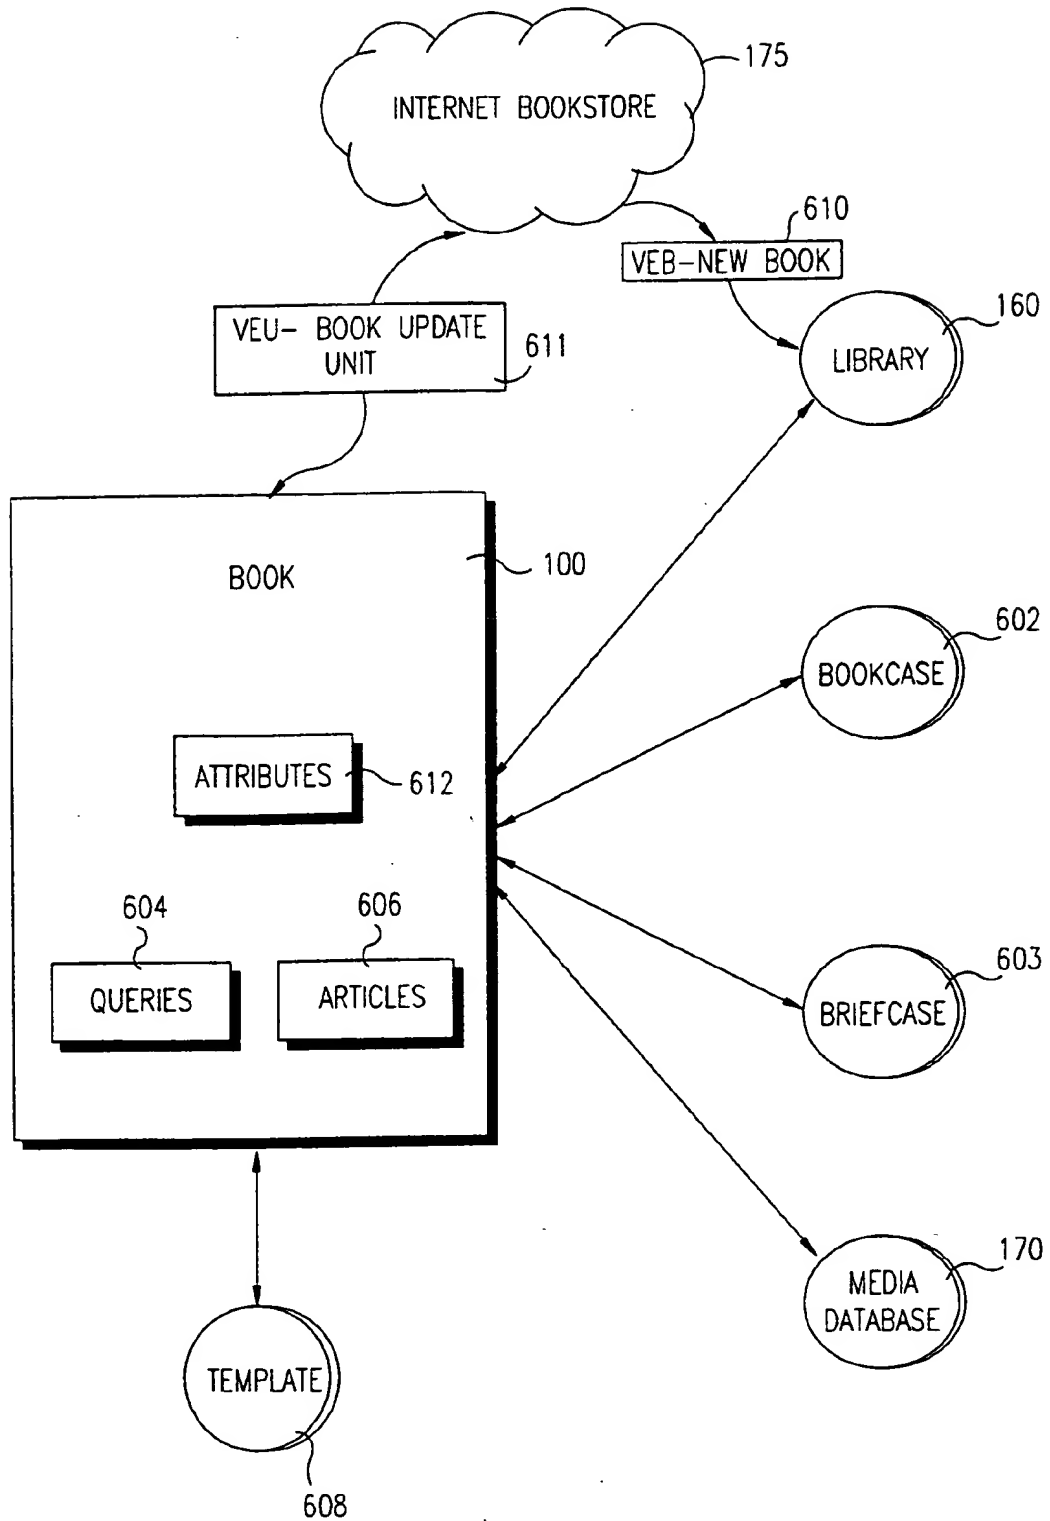 175
INTERNET BOOKSTORE
610
VEB-NEW BOOK
160
LIBRARY
VEU- BOOK UPDATE
UNIT
611
100
BOOK
602
BOOKCASE
ATTRIBUTES
612
604
606
QUERIES
ARTICLES
603
BRIEFCASE
170
MEDIA
DATABASE
TEMPLATE
608